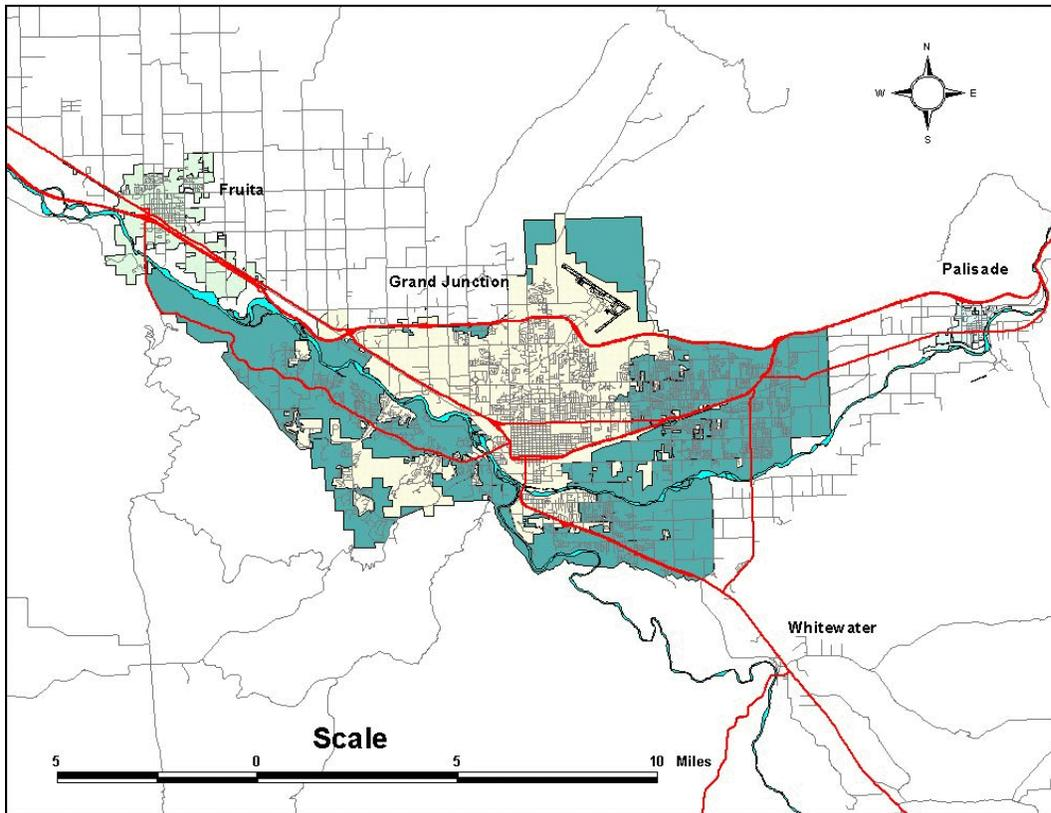 N
W E
S
Fruita
Grand Junction
Palisade
Whitewater
Scale
5 0 5 10 Miles